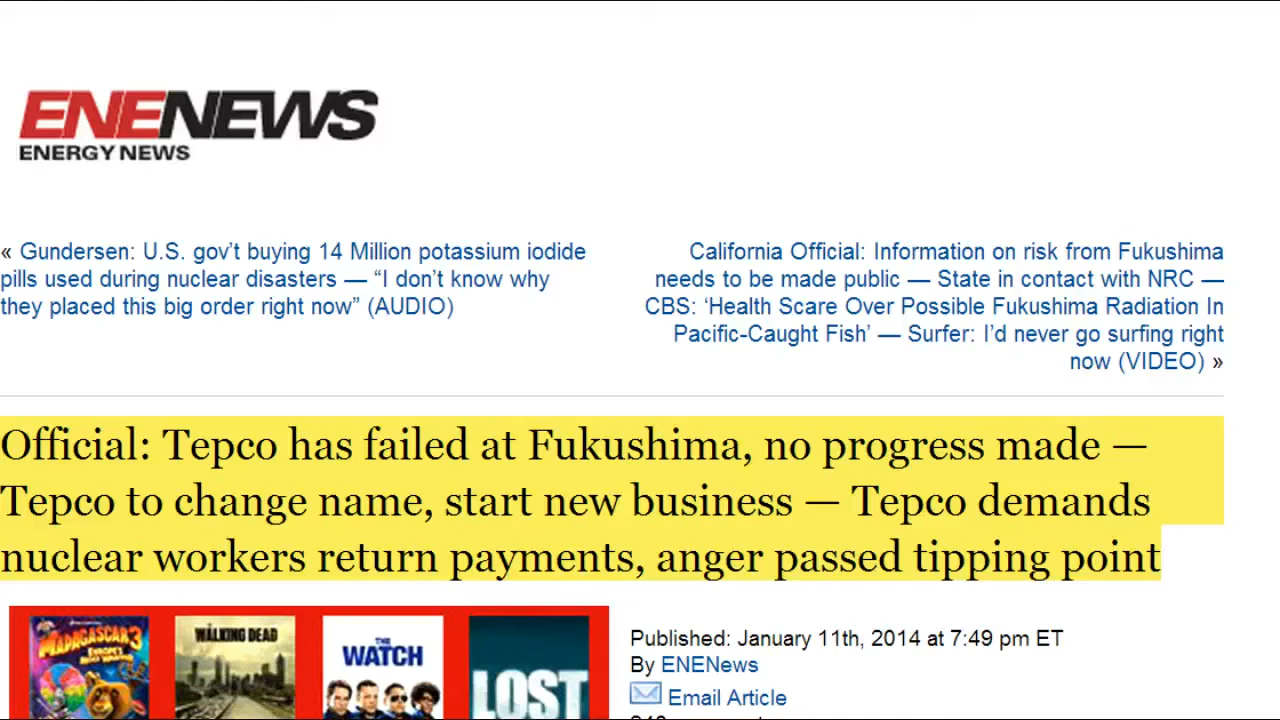 ENENEWS
ENERGY NEWS
« Gundersen: U.S. gov’t buying 14 Million potassium iodide
pills used during nuclear disasters — “I don’t know why
they placed this big order right now” (AUDIO)
California Official: Information on risk from Fukushima
needs to be made public — State in contact with NRC —
CBS: ‘Health Scare Over Possible Fukushima Radiation In
Pacific-Caught Fish’ — Surfer: I’d never go surfing right
now (VIDEO) »
Official: Tepco has failed at Fukushima, no progress made —
Tepco to change name, start new business — Tepco demands
nuclear workers return payments, anger passed tipping point
MADAGASCAR 3
THE WALKING DEAD
THE
WATCH
LOST
Published: January 11th, 2014 at 7:49 pm ET
By ENENews
Email Article